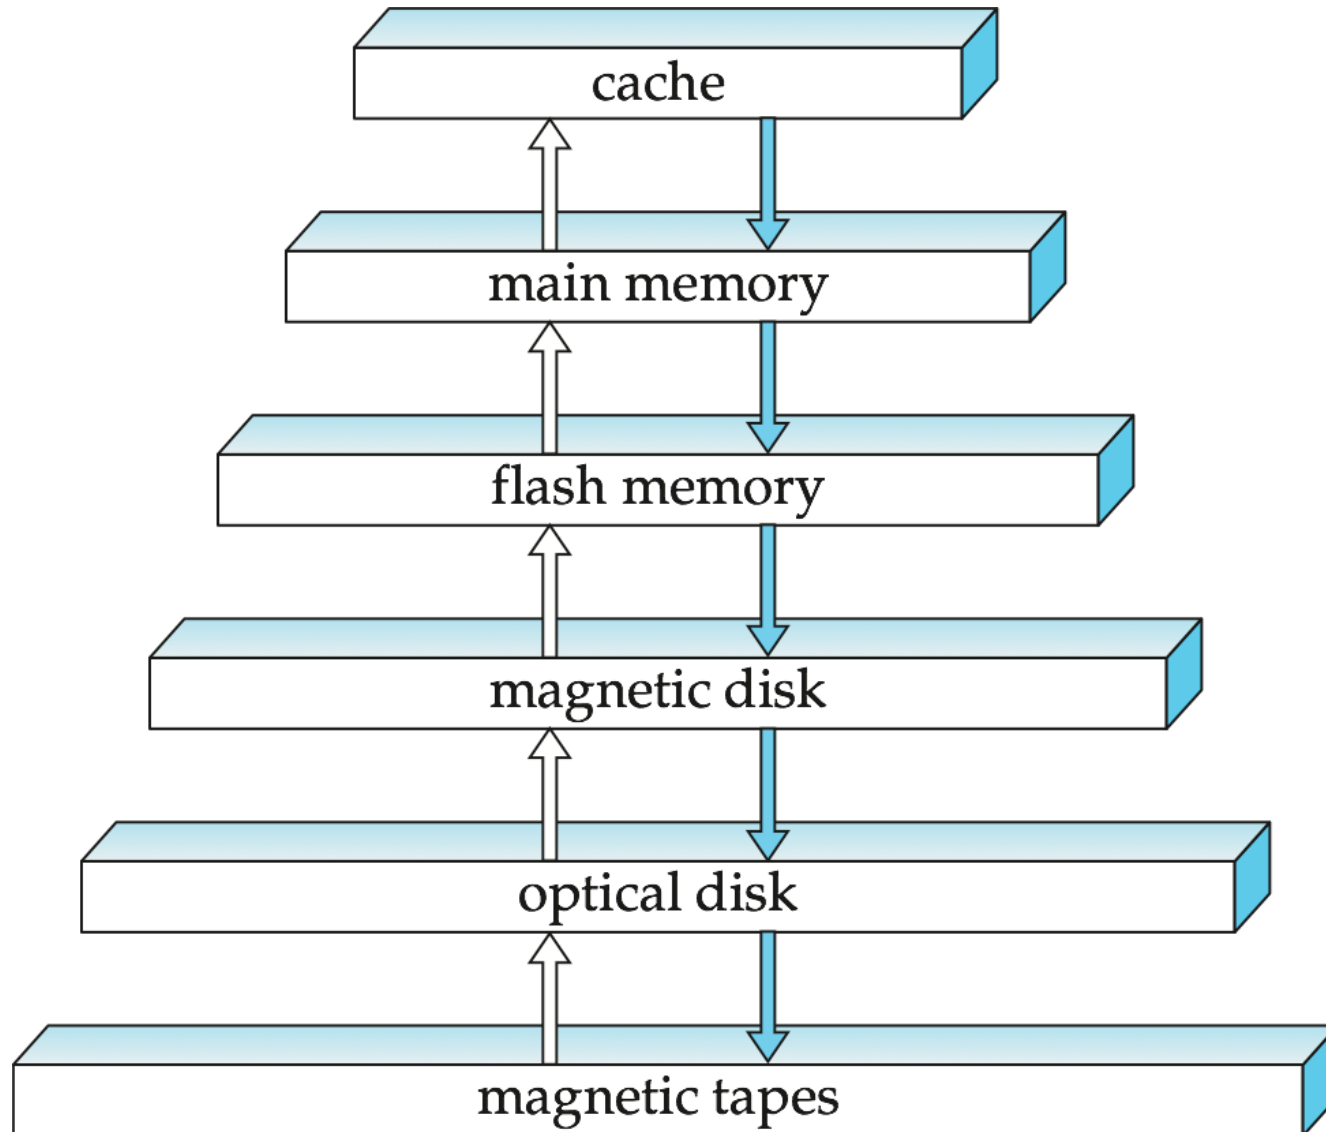 cache
main memory
flash memory
magnetic disk
optical disk
magnetic tapes